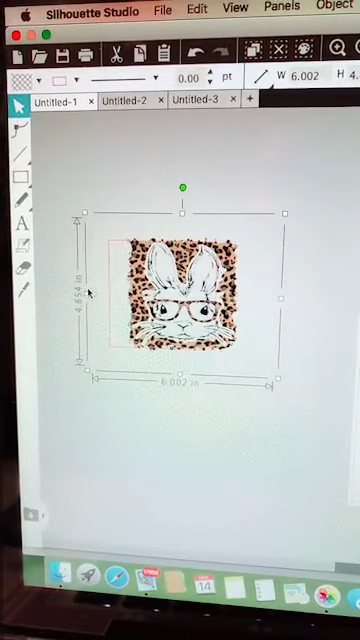 Silhouette Studio File Edit View Panels Object
0.00 pt W 6.002 H 4.
Untitled-1 × Untitled-2 × Untitled-3 × +
4.854 in
6.002 in
14